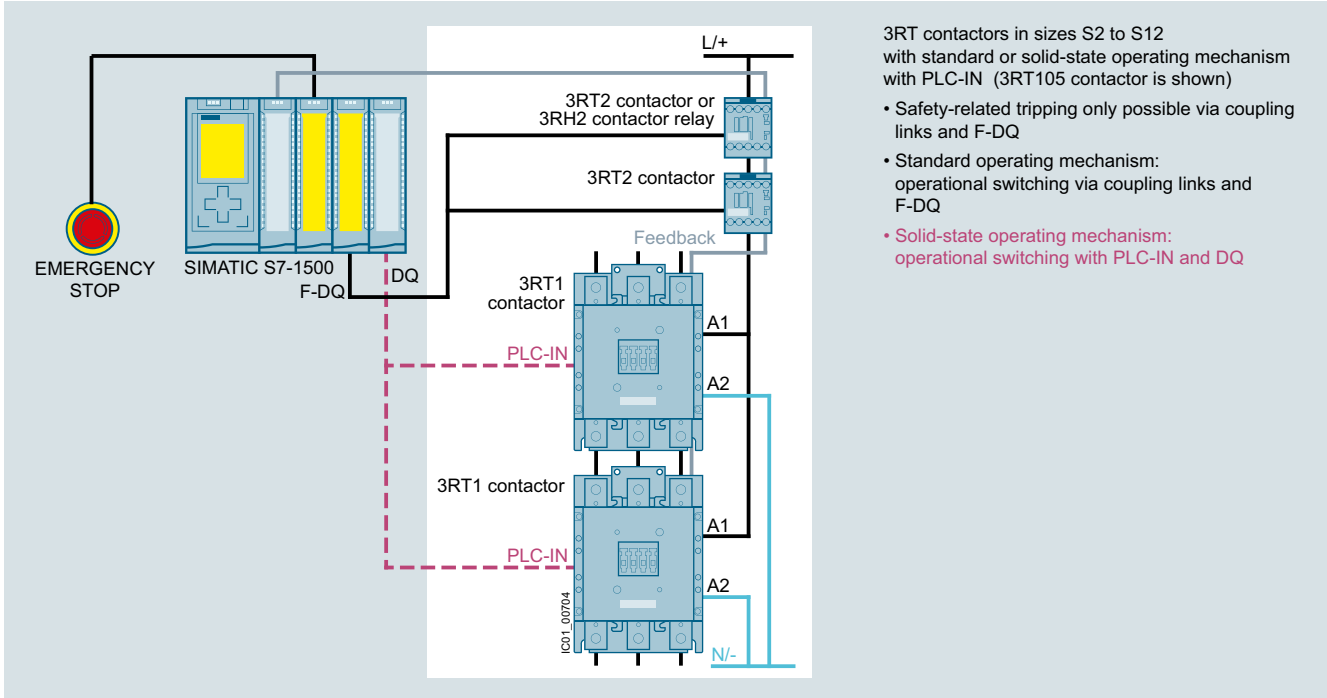 L/+
3RT2 contactor or
3RH2 contactor relay
3RT2 contactor
Feedback
EMERGENCY
STOP
SIMATIC S7-1500
F-DQ
DQ
3RT1
contactor
A1
PLC-IN
A2
3RT1 contactor
A1
PLC-IN
A2
IC01_00704
N/-
3RT contactors in sizes S2 to S12
with standard or solid-state operating mechanism
with PLC-IN (3RT105 contactor is shown)
• Safety-related tripping only possible via coupling
links and F-DQ
• Standard operating mechanism:
operational switching via coupling links and
F-DQ
• Solid-state operating mechanism:
operational switching with PLC-IN and DQ